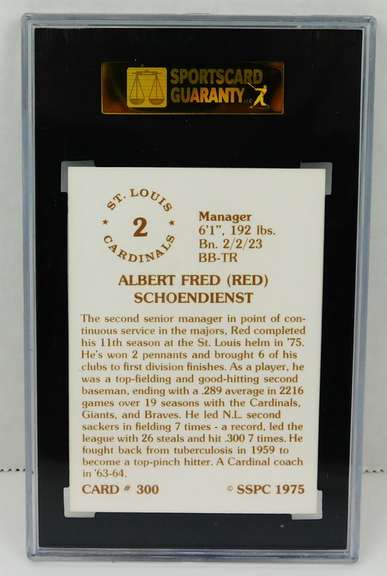 SPORTSCARD
GUARANTY
ST. LOUIS
2
CARDINALS
Manager
6'1", 192 lbs.
Bn. 2/2/23
BB-TR
ALBERT FRED (RED)
SCHOENDIENST
The second senior manager in point of con-
tinuous service in the majors, Red completed
his 11th season at the St. Louis helm in '75.
He's won 2 pennants and brought 6 of his
clubs to first division finishes. As a player, he
was a top-fielding and good-hitting second
baseman, ending with a .289 average in 2216
games over 19 seasons with the Cardinals,
Giants, and Braves. He led N.L. second
sackers in fielding 7 times - a record, led the
league with 26 steals and hit .300 7 times. He
fought back from tuberculosis in 1959 to
become a top-pinch hitter. A Cardinal coach
in '63-64.
CARD # 300
© SSPC 1975